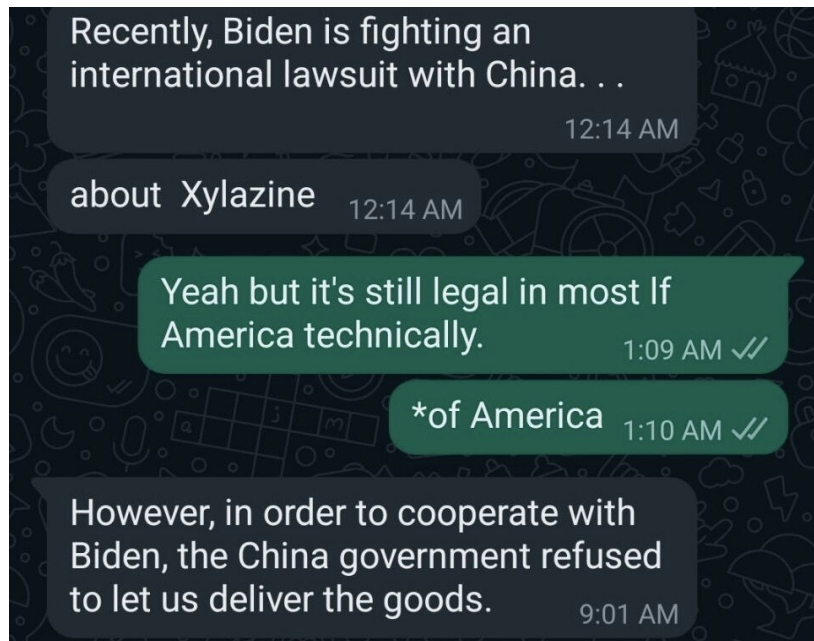 Recently, Biden is fighting an
international lawsuit with China. . .
12:14 AM
about  Xylazine 12:14 AM
Yeah but it's still legal in most lf
America technically. 1:09 AM
*of America 1:10 AM
However, in order to cooperate with
Biden, the China government refused
to let us deliver the goods. 9:01 AM